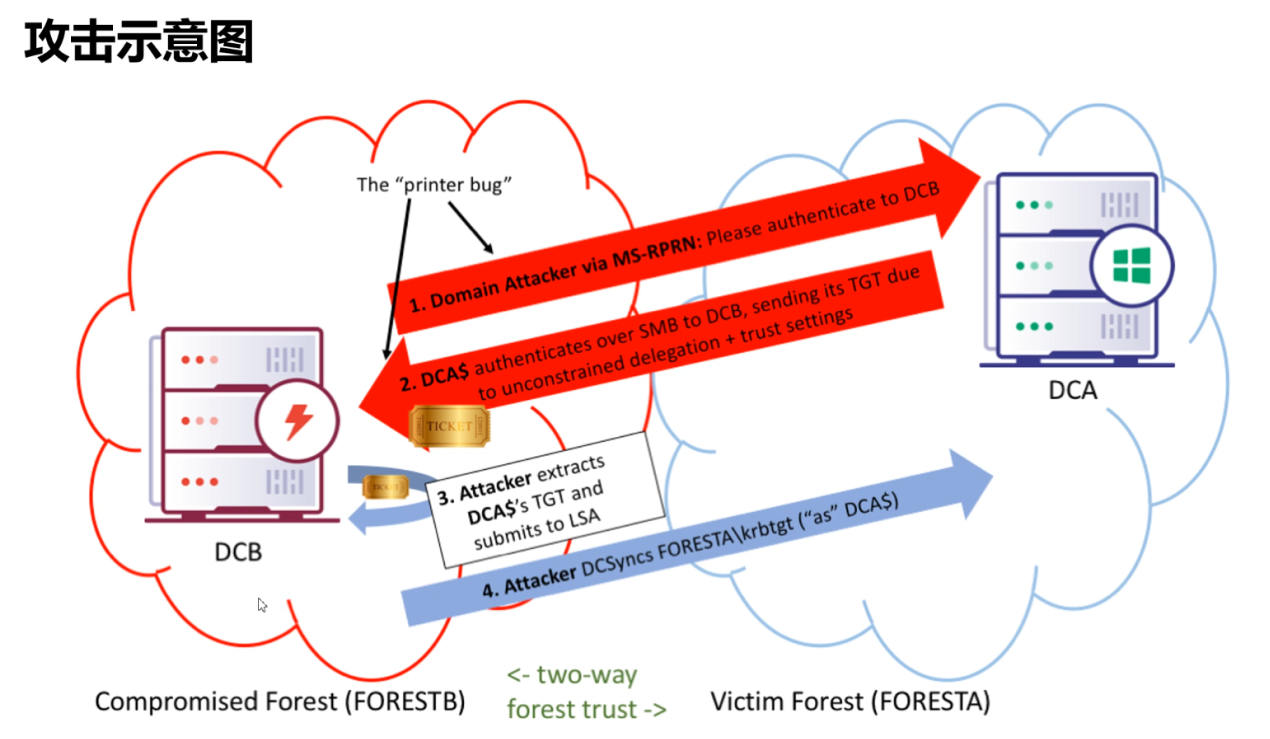 攻击示意图
The “printer bug”
1. Domain Attacker via MS-RPRN: Please authenticate to DCB
2. DCA$ authenticates over SMB to DCB, sending its TGT due
to unconstrained delegation + trust settings
TICKET
TICKET
3. Attacker extracts
DCA$’s TGT and
submits to LSA
4. Attacker DCSyncs FORESTA\krbtgt (“as” DCA$)
DCB
DCA
Compromised Forest (FORESTB)
<- two-way
forest trust ->
Victim Forest (FORESTA)